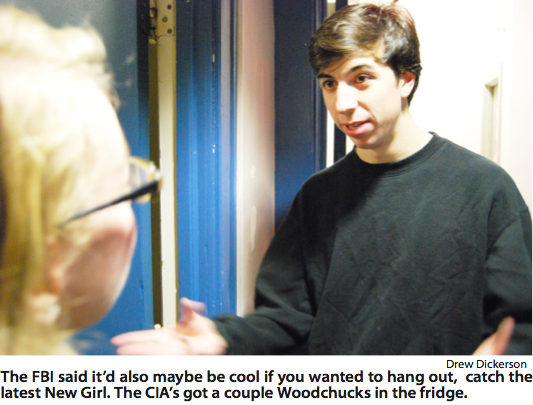 Drew Dickerson
The FBI said it'd also maybe be cool if you wanted to hang out,  catch the
latest New Girl. The CIA's got a couple Woodchucks in the fridge.